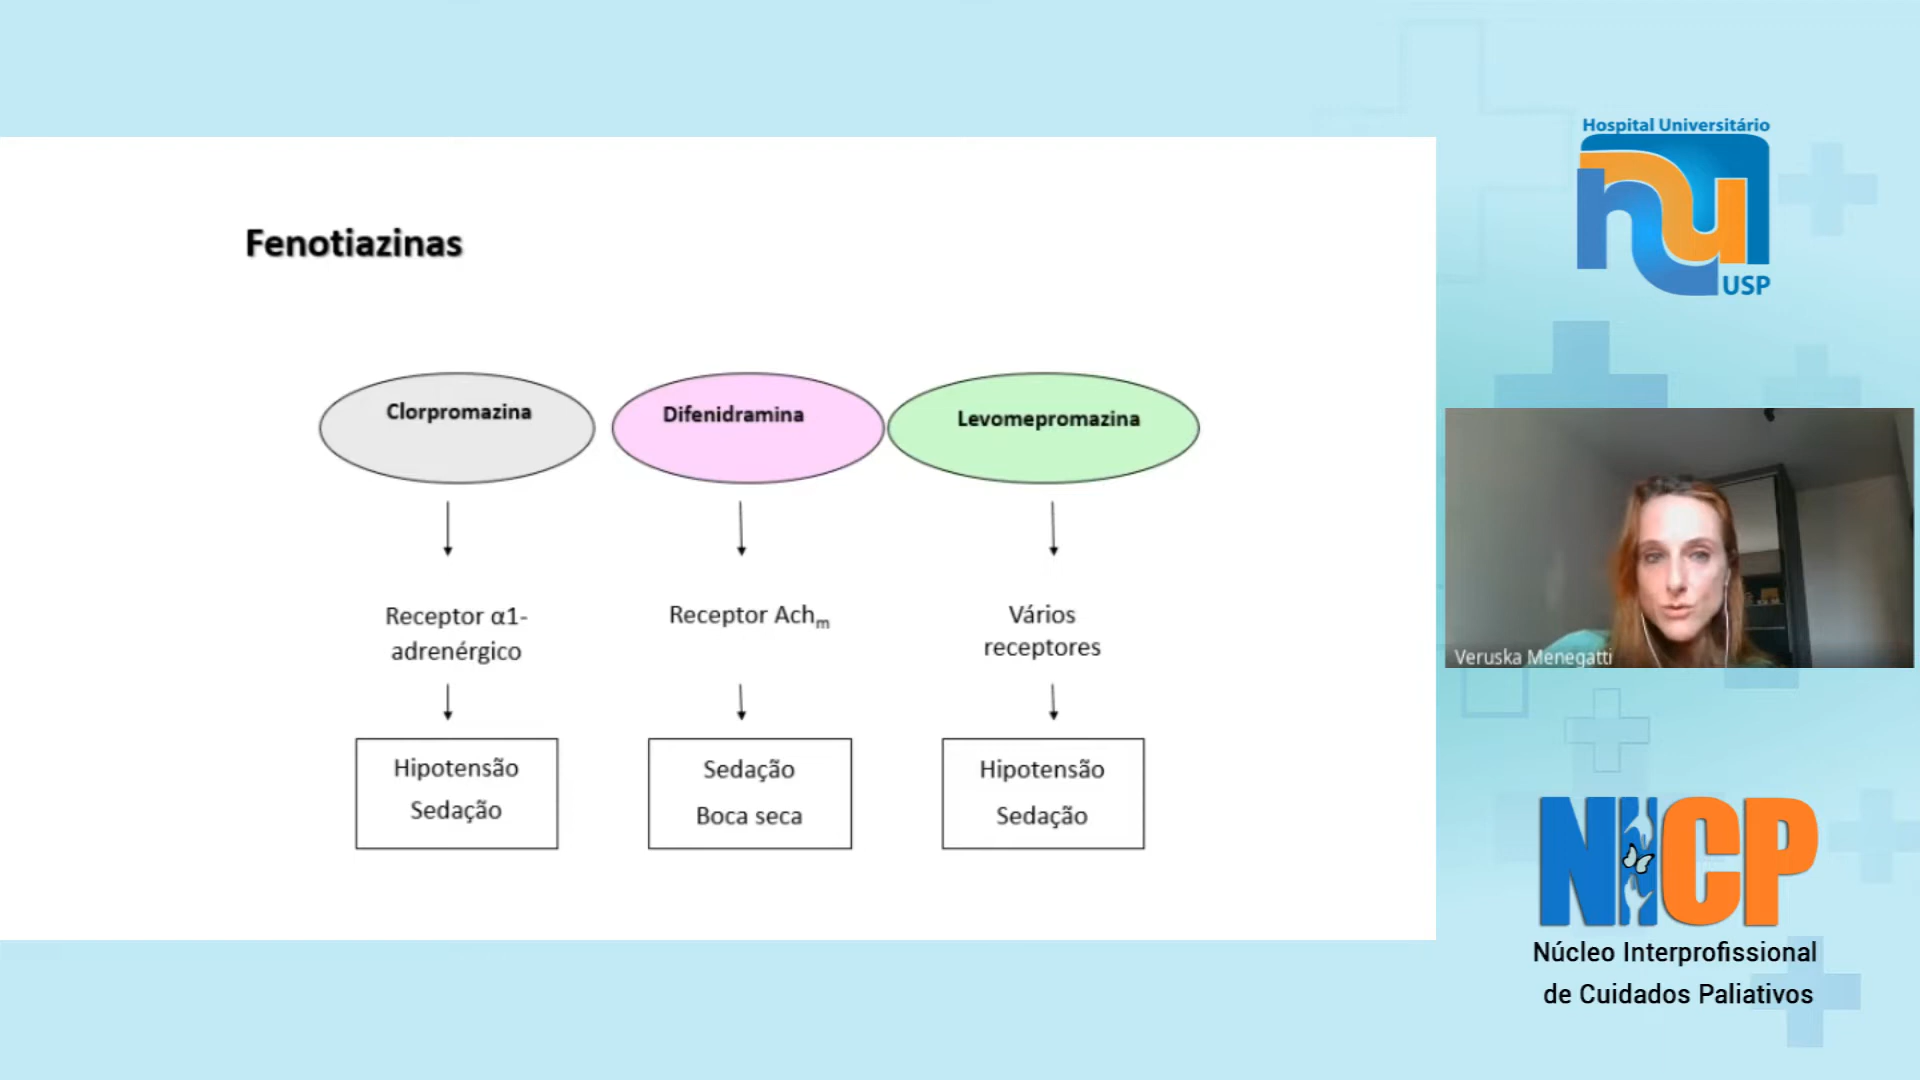 Hospital Universitário
USP
Fenotiazinas
Clorpromazina
Difenidramina
Levomepromazina
Receptor α1-
adrenérgico
Receptor Achm
Vários
receptores
Hipotensão
Sedação
Sedação
Boca seca
Hipotensão
Sedação
Veruska Menegatti
NICP
Núcleo Interprofissional
de Cuidados Paliativos